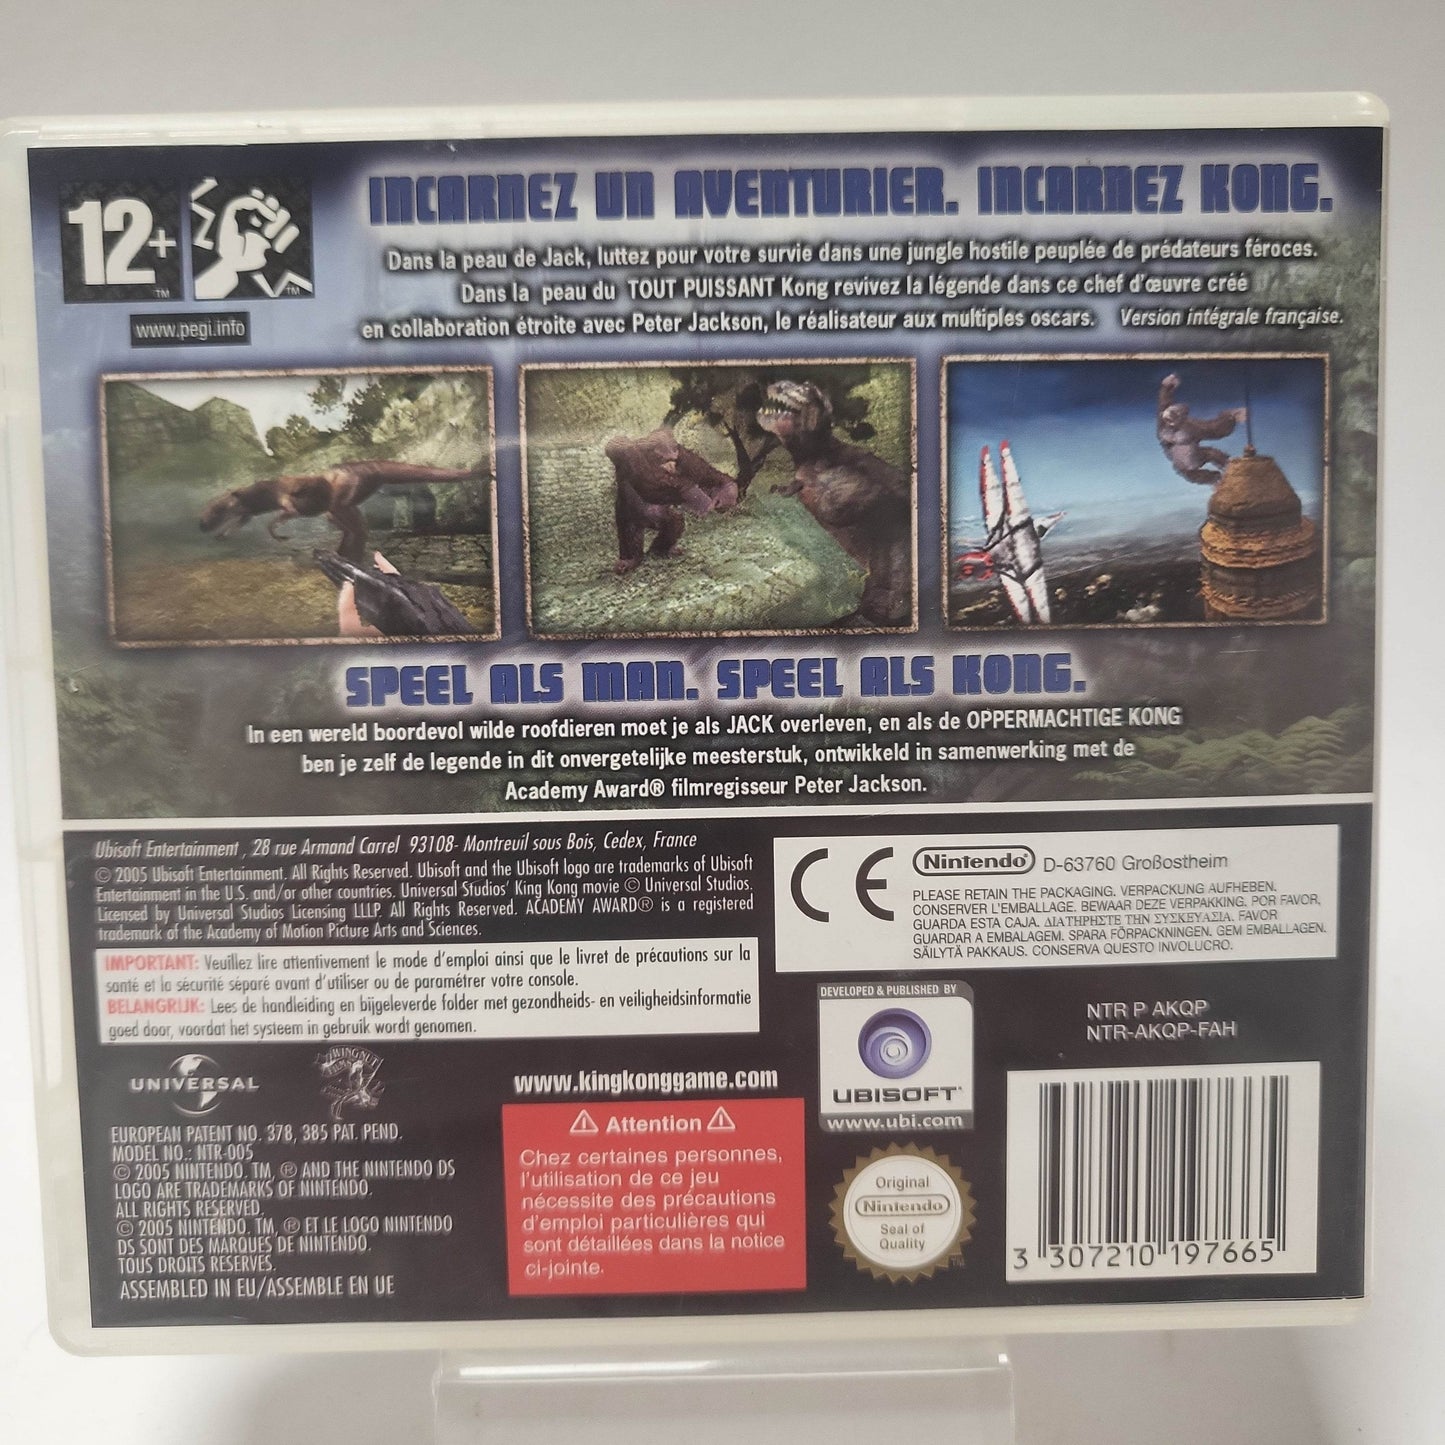 12+
TM
TM
www.pegi.info
INCARNEZ UN AVENTURIER. INCARNEZ KONG.
Dans la peau de Jack, luttez pour votre survie dans une jungle hostile peuplée de prédateurs féroces.
Dans la peau du TOUT PUISSANT Kong revivez la légende dans ce chef d'œuvre créé
en collaboration étroite avec Peter Jackson, le réalisateur aux multiples oscars. Version intégrale française.
SPEEL ALS MAN. SPEEL ALS KONG.
In een wereld boordevol wilde roofdieren moet je als JACK overleven, en als de OPPERMACHTIGE KONG
ben je zelf de legende in dit onvergetelijke meesterstuk, ontwikkeld in samenwerking met de
Academy Award® filmregisseur Peter Jackson.
Ubisoft Entertainment , 28 rue Armand Carrel 93108- Montreuil sous Bois, Cedex, France
© 2005 Ubisoft Entertainment. All Rights Reserved. Ubisoft and the Ubisoft logo are trademarks of Ubisoft
Entertainment in the U.S. and/or other countries. Universal Studios' King Kong movie © Universal Studios.
Licensed by Universal Studios Licensing LLLP. All Rights Reserved. ACADEMY AWARD® is a registered
trademark of the Academy of Motion Picture Arts and Sciences.
IMPORTANT: Veuillez lire attentivement le mode d'emploi ainsi que le livret de précautions sur la
santé et la sécurité séparé avant d'utiliser ou de paramétrer votre console.
BELANGRIJK: Lees de handleiding en bijgeleverde folder met gezondheids- en veiligheidsinformatie
goed door, voordat het systeem in gebruik wordt genomen.
UNIVERSAL
WINGNUT
FILMS
EUROPEAN PATENT NO. 378, 385 PAT. PEND.
MODEL NO.: NTR-005
© 2005 NINTENDO. TM, ® AND THE NINTENDO DS
LOGO ARE TRADEMARKS OF NINTENDO.
ALL RIGHTS RESERVED.
© 2005 NINTENDO. TM, ® ET LE LOGO NINTENDO
DS SONT DES MARQUES DE NINTENDO.
TOUS DROITS RÉSERVÉS.
ASSEMBLED IN EU/ASSEMBLE EN UE
www.kingkonggame.com
⚠ Attention ⚠
Chez certaines personnes,
l'utilisation de ce jeu
nécessite des précautions
d'emploi particulières qui
sont détaillées dans la notice
ci-jointe.
CE
Nintendo D-63760 Großostheim
PLEASE RETAIN THE PACKAGING. VERPACKUNG AUFHEBEN.
CONSERVER L'EMBALLAGE. BEWAAR DEZE VERPAKKING. POR FAVOR,
GUARDA ESTA CAJA. ΔΙΑΤΗΡΗΣΤΕ ΤΗΝ ΣΥΣΚΕΥΑΣΙΑ. FAVOR
GUARDAR A EMBALAGEM. SPARA FÖRPACKNINGEN. GEM EMBALLAGEN.
SÄILYTÄ PAKKAUS. CONSERVA QUESTO INVOLUCRO.
DEVELOPED & PUBLISHED BY
UBISOFT
www.ubi.com
Original
Nintendo
Seal of
Quality
TM
NTR P AKQP
NTR-AKQP-FAH
3 307210 197665